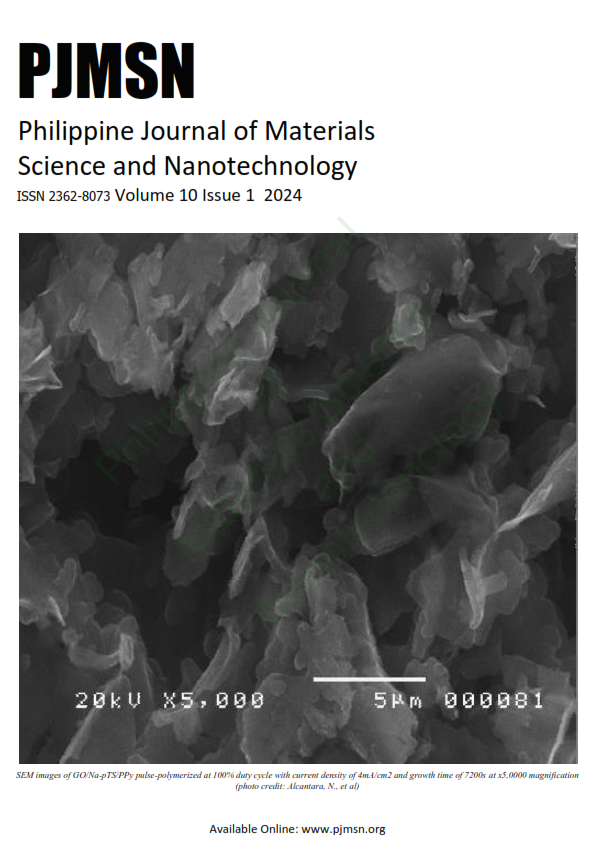 PJMSN
Philippine Journal of Materials
Science and Nanotechnology
ISSN 2362-8073 Volume 10 Issue 1 2024
20kV X5,000 5µm 000081
SEM images of GO/Na-pTS/PPy pulse-polymerized at 100% duty cycle with current density of 4mA/cm2 and growth time of 7200s at x5,0000 magnification
(photo credit: Alcantara, N., et al)
Available Online: www.pjmsn.org